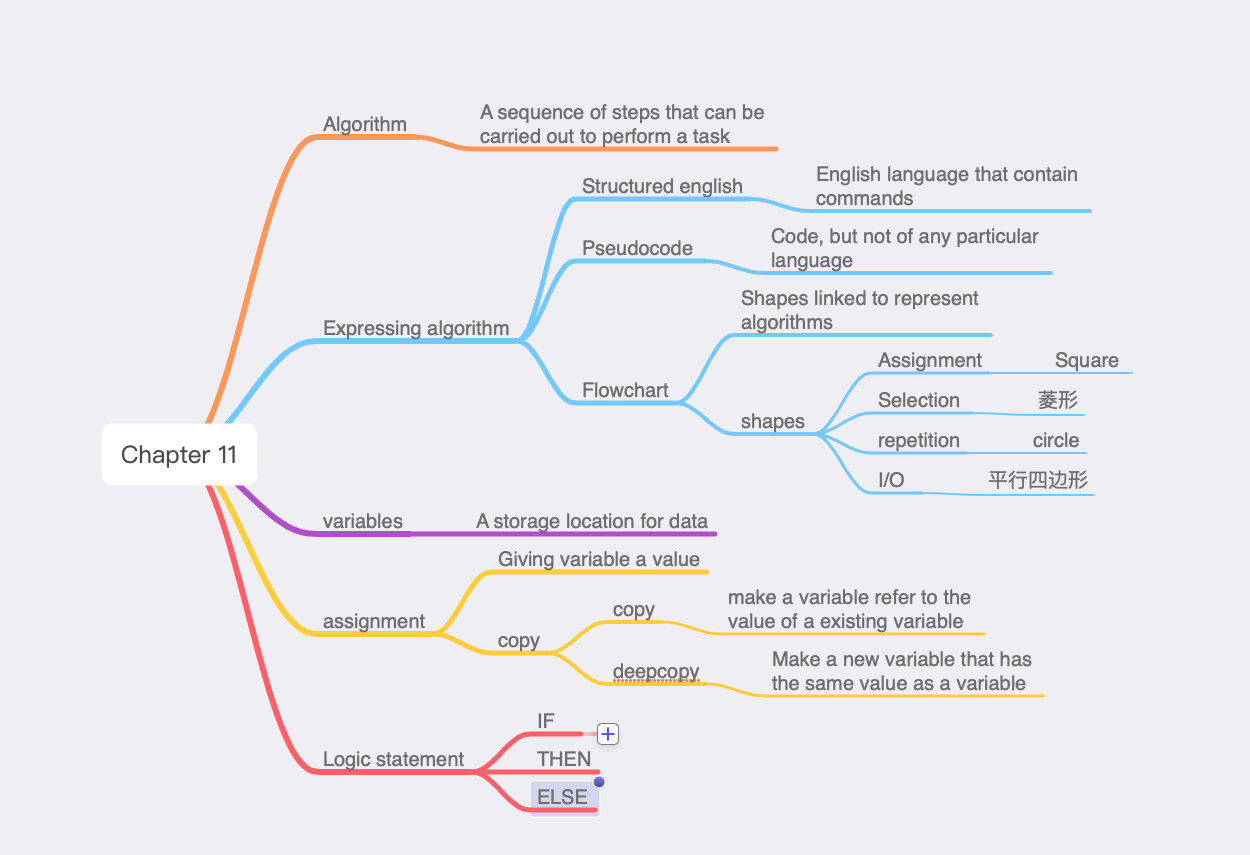 Algorithm
A sequence of steps that can be
carried out to perform a task
Expressing algorithm
Structured english
English language that contain
commands
Pseudocode
Code, but not of any particular
language
Flowchart
Shapes linked to represent
algorithms
shapes
Assignment
Square
Selection
菱形
repetition
circle
I/O
平行四边形
Chapter 11
variables
A storage location for data
assignment
Giving variable a value
copy
copy
make a variable refer to the
value of a existing variable
deepcopy
Make a new variable that has
the same value as a variable
Logic statement
IF
THEN
ELSE